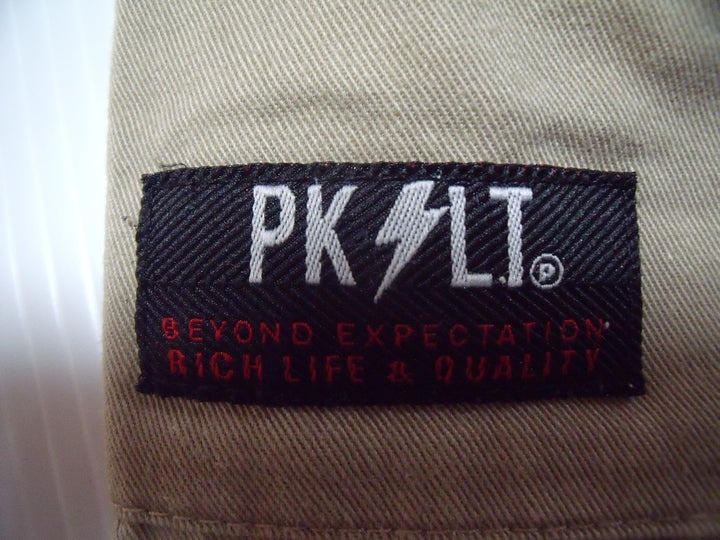 PK⚡LT ℗
BEYOND EXPECTATION
RICH LIFE & QUALITY